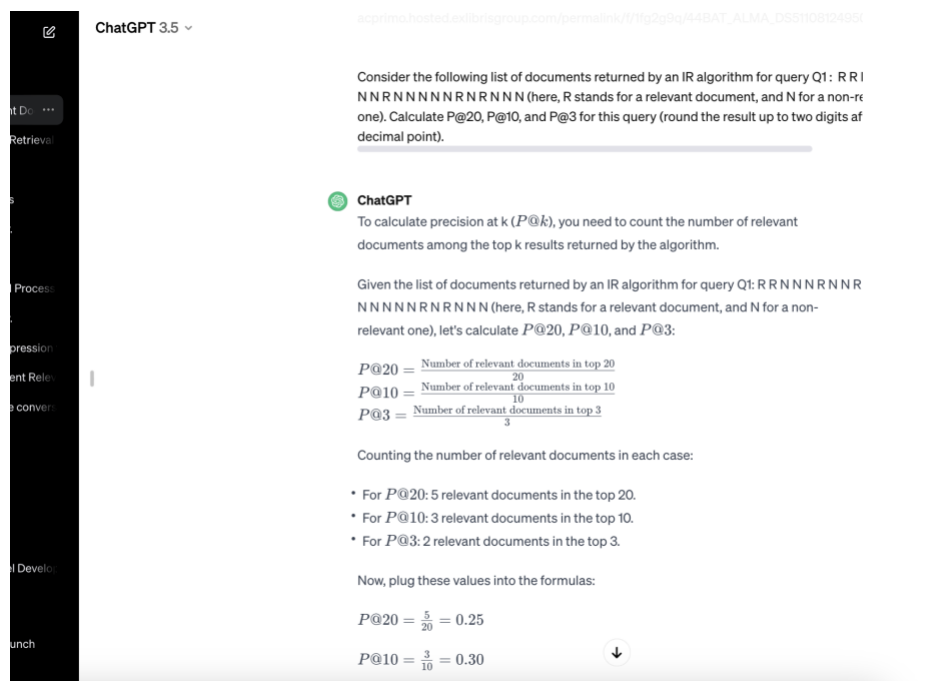 acprimo.hosted.exlibrisgroup.com/permalink/f/1fg2g9q/44BAT_ALMA_DS5110812495
ChatGPT 3.5
Consider the following list of documents returned by an IR algorithm for query Q1: R R
N N R N N N N N R N R N N N (here, R stands for a relevant document, and N for a non-re
one). Calculate P@20, P@10, and P@3 for this query (round the result up to two digits af
decimal point).
nt Do ...
Retrieval
s
l Process
pression
ent Relev
e convers
el Develo
unch
ChatGPT
To calculate precision at k (P@k), you need to count the number of relevant
documents among the top k results returned by the algorithm.
Given the list of documents returned by an IR algorithm for query Q1: R R N N N R N N R
N N N N N R N R N N N (here, R stands for a relevant document, and N for a non-
relevant one), let's calculate P@20, P@10, and P@3:
P@20 = Number of relevant documents in top 20 / 20
P@10 = Number of relevant documents in top 10 / 10
P@3 = Number of relevant documents in top 3 / 3
Counting the number of relevant documents in each case:
• For P@20: 5 relevant documents in the top 20.
• For P@10: 3 relevant documents in the top 10.
• For P@3: 2 relevant documents in the top 3.
Now, plug these values into the formulas:
P@20 = 5/20 = 0.25
P@10 = 3/10 = 0.30